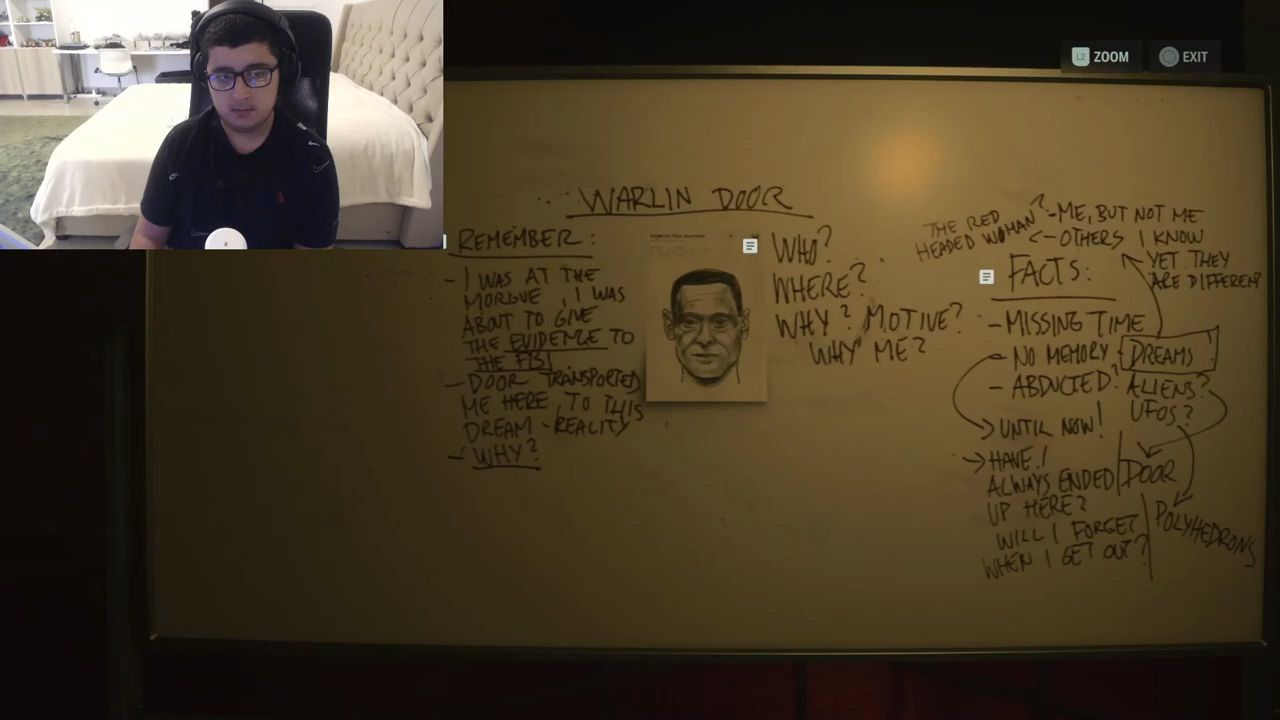 L2 ZOOM
EXIT
WARLIN DOOR
REMEMBER:
- I WAS AT THE
MORGUE, I WAS
ABOUT TO GIVE
THE EVIDENCE TO
THE FBI
- DOOR TRANSPORTED
ME HERE, TO THIS
DREAM-REALITY
- WHY?
WHO?
WHERE?
WHY? MOTIVE?
WHY ME?
THE RED
HEADED WOMAN?
- ME, BUT NOT ME
- OTHERS I KNOW
YET THEY
ARE DIFFERENT
FACTS:
- MISSING TIME
- NO MEMORY - DREAMS
- ABDUCTED? ALIENS?
UFOS?
UNTIL NOW!
HAVE I
ALWAYS ENDED
UP HERE?
WILL I FORGET
WHEN I GET OUT?
DOOR
POLYHEDRONS